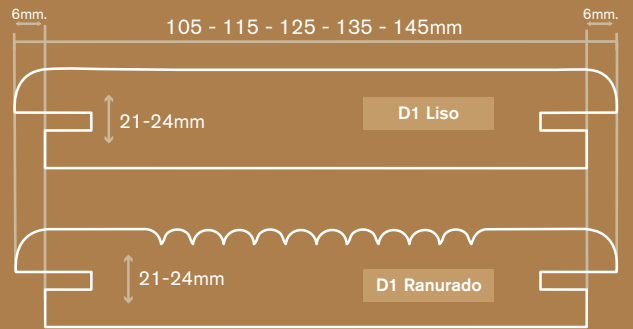 6mm.
105 - 115 - 125 - 135 - 145mm
6mm.
21-24mm
D1 Liso
21-24mm
D1 Ranurado